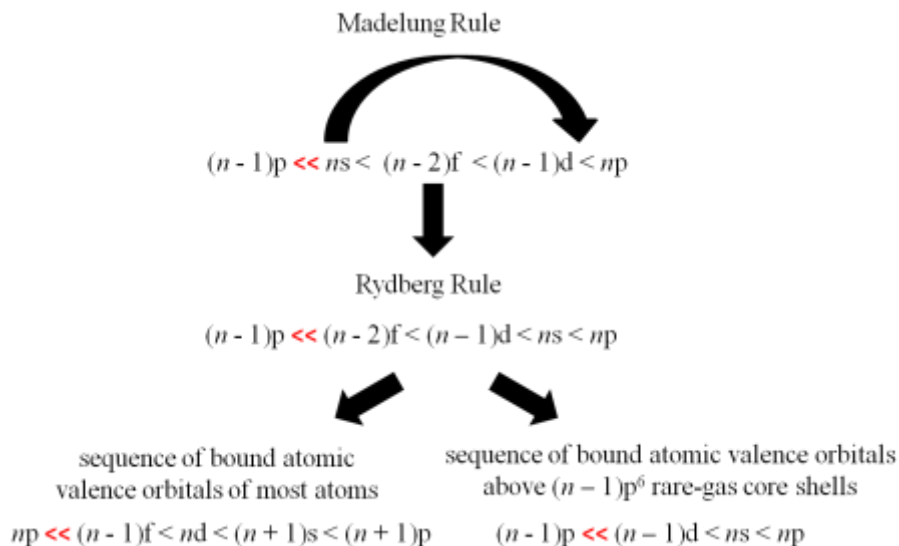 Madelung Rule
(n - 1)p << ns < (n - 2)f < (n - 1)d < np
Rydberg Rule
(n - 1)p << (n - 2)f < (n – 1)d < ns < np
sequence of bound atomic
valence orbitals of most atoms
np << (n - 1)f < nd < (n + 1)s < (n + 1)p
sequence of bound atomic valence orbitals
above (n – 1)p⁶ rare-gas core shells
(n - 1)p << (n – 1)d < ns < np